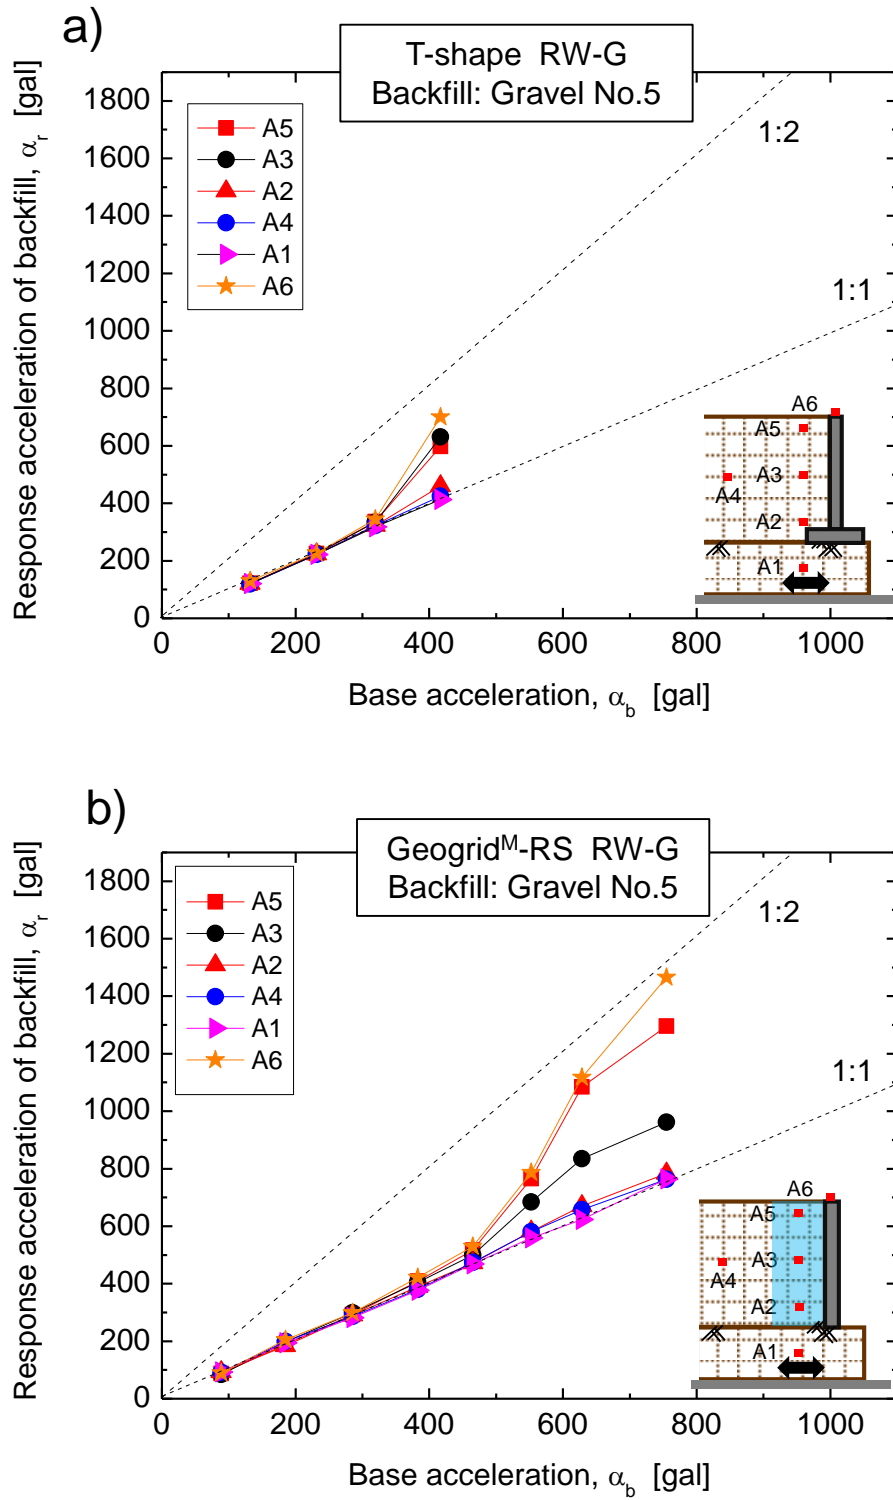 a)
T-shape RW-G
Backfill: Gravel No.5
Response acceleration of backfill, αr [gal]
1800
1600
1400
1200
1000
800
600
400
200
0
A5
A3
A2
A4
A1
A6
1:2
1:1
A6
A5
A3
A4
A2
A1
0 200 400 600 800 1000
Base acceleration, αb [gal]
b)
GeogridM-RS RW-G
Backfill: Gravel No.5
Response acceleration of backfill, αr [gal]
1800
1600
1400
1200
1000
800
600
400
200
0
A5
A3
A2
A4
A1
A6
1:2
1:1
A6
A5
A3
A4
A2
A1
0 200 400 600 800 1000
Base acceleration, αb [gal]